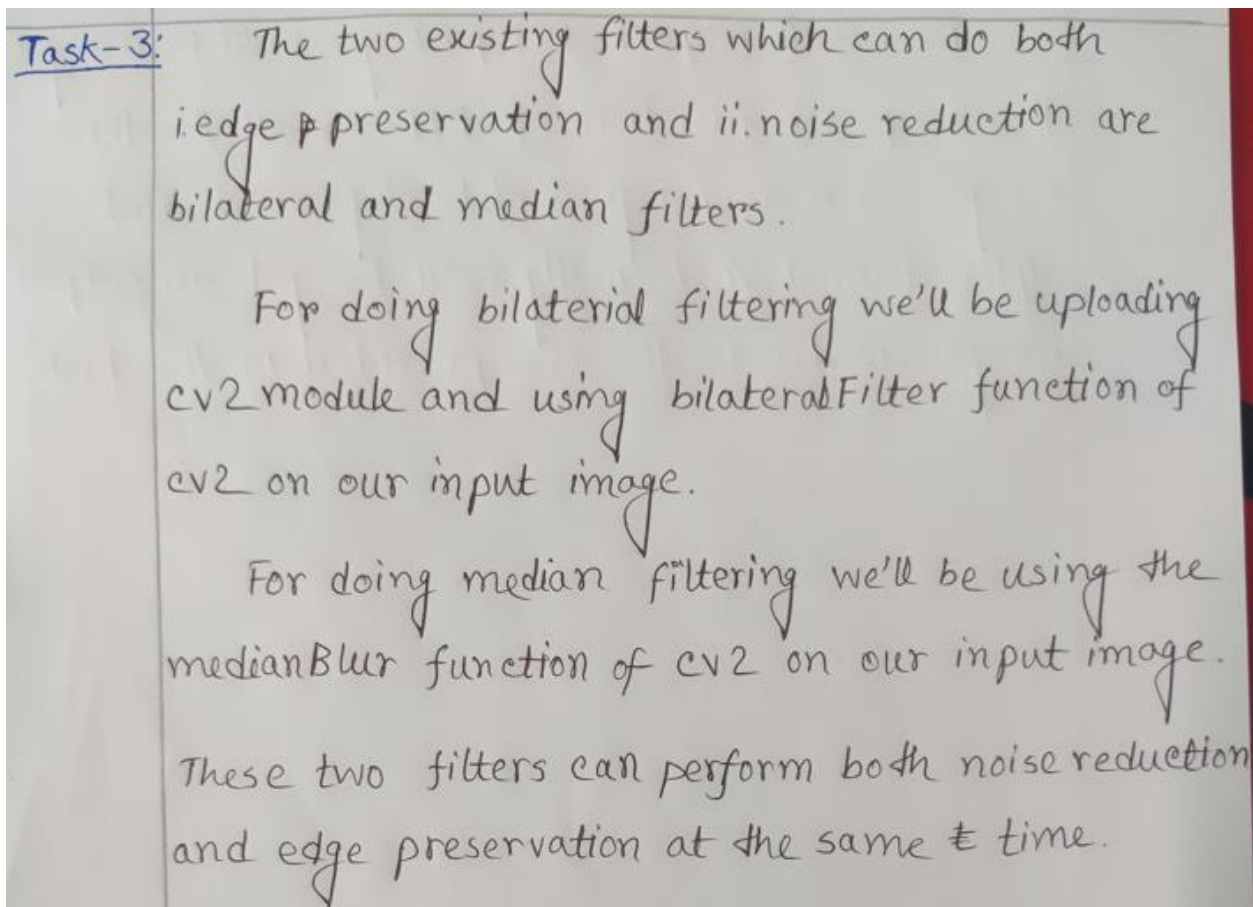 Task-3: The two existing filters which can do both
i.edge preservation and ii.noise reduction are
bilateral and median filters.
For doing bilaterial filtering we'll be uploading
cv2 module and using bilateralFilter function of
cv2 on our input image.
For doing median filtering we'll be using the
medianBlur function of cv2 on our input image.
These two filters can perform both noise reduction
and edge preservation at the same time.